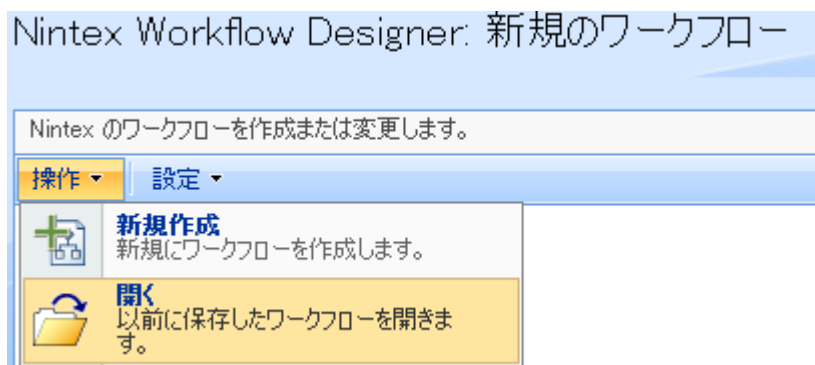 Nintex Workflow Designer: 新規のワークフロー
Nintex のワークフローを作成または変更します。
操作 設定
新規作成
新規にワークフローを作成します。
開く
以前に保存したワークフローを開きま
す。